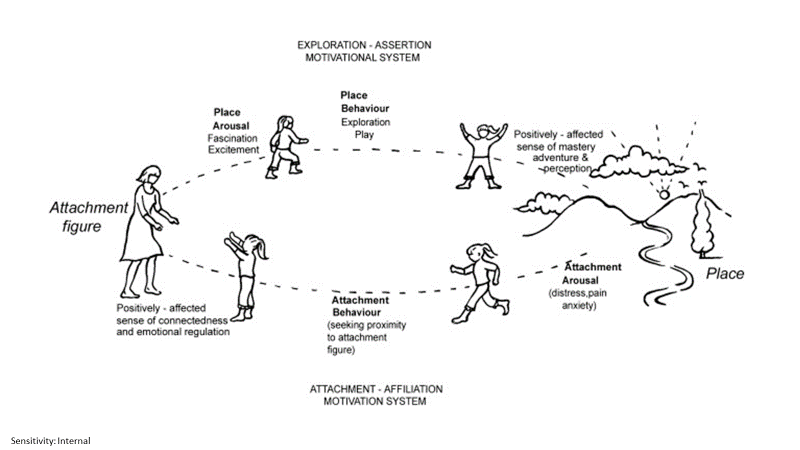 EXPLORATION - ASSERTION
MOTIVATIONAL SYSTEM
Place
Arousal
Fascination
Excitement
Place
Behaviour
Exploration
Play
Positively - affected
sense of mastery
adventure &
perception
Attachment
figure
Place
Attachment
Arousal
(distress,pain
anxiety)
Attachment
Behaviour
(seeking proximity
to attachment
figure)
Positively - affected
sense of connectedness
and emotional regulation
ATTACHMENT - AFFILIATION
MOTIVATION SYSTEM
Sensitivity: Internal